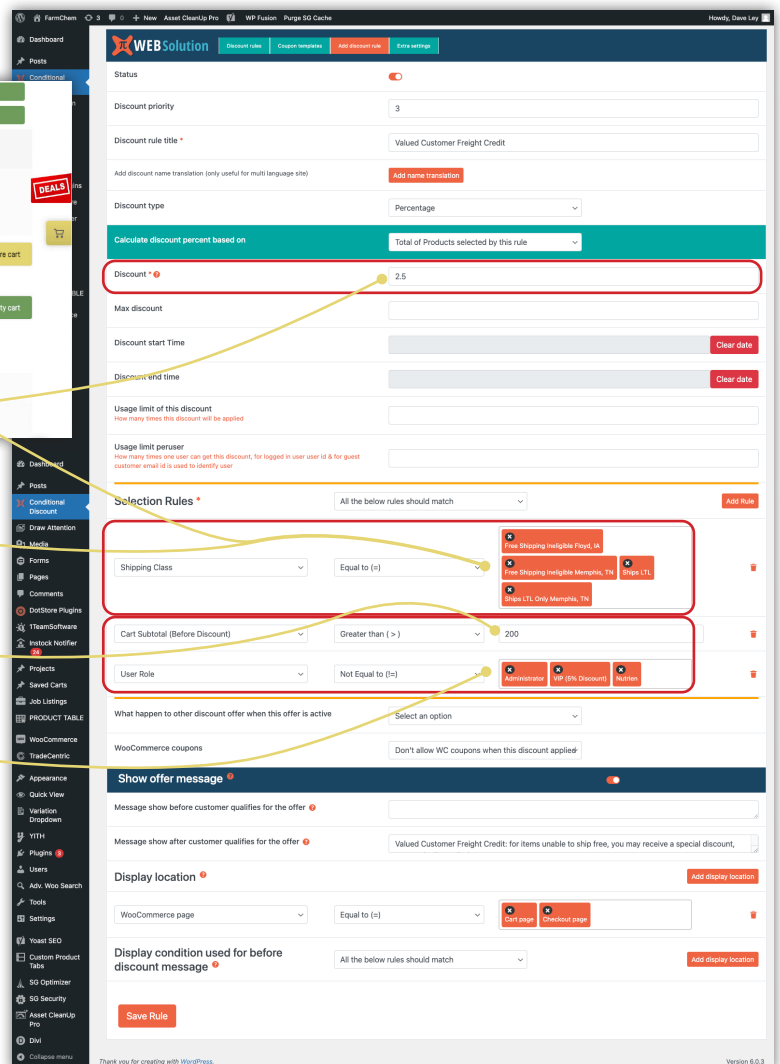 FarmChem 3 0 + New Asset CleanUp Pro WP Fusion Purge SG Cache Howdy, Dave Ley
Dashboard
Posts
Conditional
DEALS
re cart
ty cart
Dashboard
Posts
Conditional
Discount
Draw Attention
Media
Forms
Pages
Comments
DotStore Plugins
1TeamSoftware
Instock Notifier
24
Projects
Saved Carts
Job Listings
PRODUCT TABLE
WooCommerce
TradeCentric
Appearance
Quick View
Variation
Dropdown
YITH
Plugins 3
Users
Adv. Woo Search
Tools
Settings
Yoast SEO
Custom Product
Tabs
SG Optimizer
SG Security
Asset CleanUp
Pro
Divi
Collapse menu
WEBSolution Discount rules Coupon templates Add discount rule Extra settings
Status
Discount priority 3
Discount rule title * Valued Customer Freight Credit
Add discount name translation (only useful for multi language site) Add name translation
Discount type Percentage
Calculate discount percent based on Total of Products selected by this rule
Discount * 2.5
Max discount
Discount start Time Clear date
Discount end time Clear date
Usage limit of this discount
How many times this discount will be applied
Usage limit peruser
How many times one user can get this discount, for logged in user user id & for guest
customer email id is used to identify user
Selection Rules * All the below rules should match Add Rule
Free Shipping Ineligible Floyd, IA
Shipping Class Equal to (=) Free Shipping Ineligible Memphis, TN Ships LTL
Ships LTL Only Memphis, TN
Cart Subtotal (Before Discount) Greater than ( > ) 200
User Role Not Equal to (!=) Administrator VIP (5% Discount) Nutrien
What happen to other discount offer when this offer is active Select an option
WooCommerce coupons Don't allow WC coupons when this discount applied
Show offer message
Message show before customer qualifies for the offer
Message show after customer qualifies for the offer Valued Customer Freight Credit: for items unable to ship free, you may receive a special discount,
Display location Add display location
WooCommerce page Equal to (=) Cart page Checkout page
Display condition used for before
discount message All the below rules should match Add display location
Save Rule
Thank you for creating with WordPress. Version 6.0.3